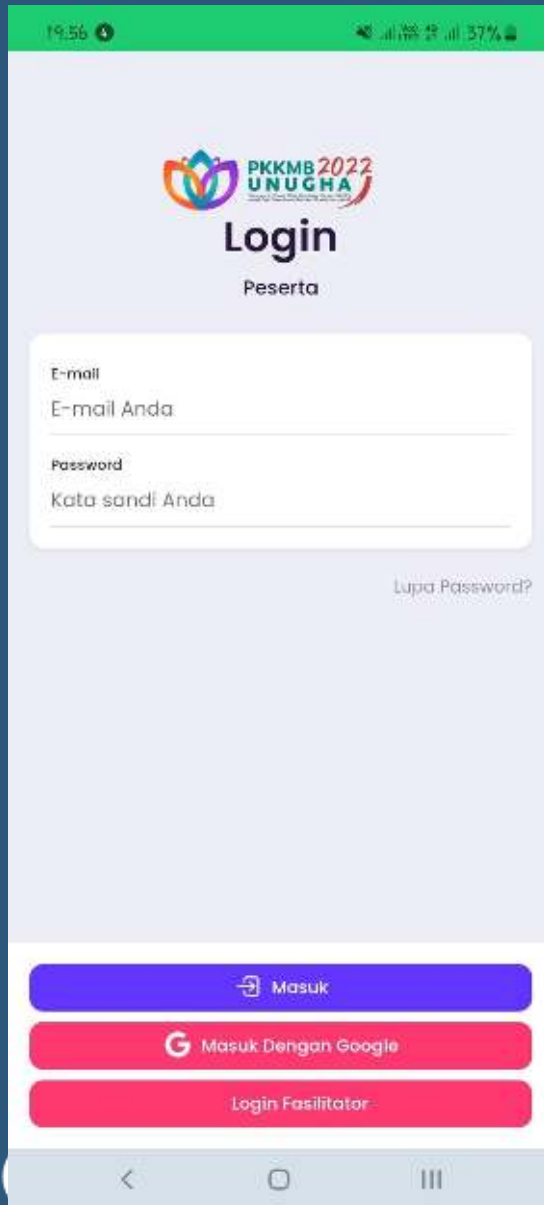 19:56
37%
PKKMB 2022
UNUGHA
Login
Peserta
E-mail
E-mail Anda
Password
Kata sandi Anda
Lupa Password?
Masuk
G Masuk Dengan Google
Login Fasilitator